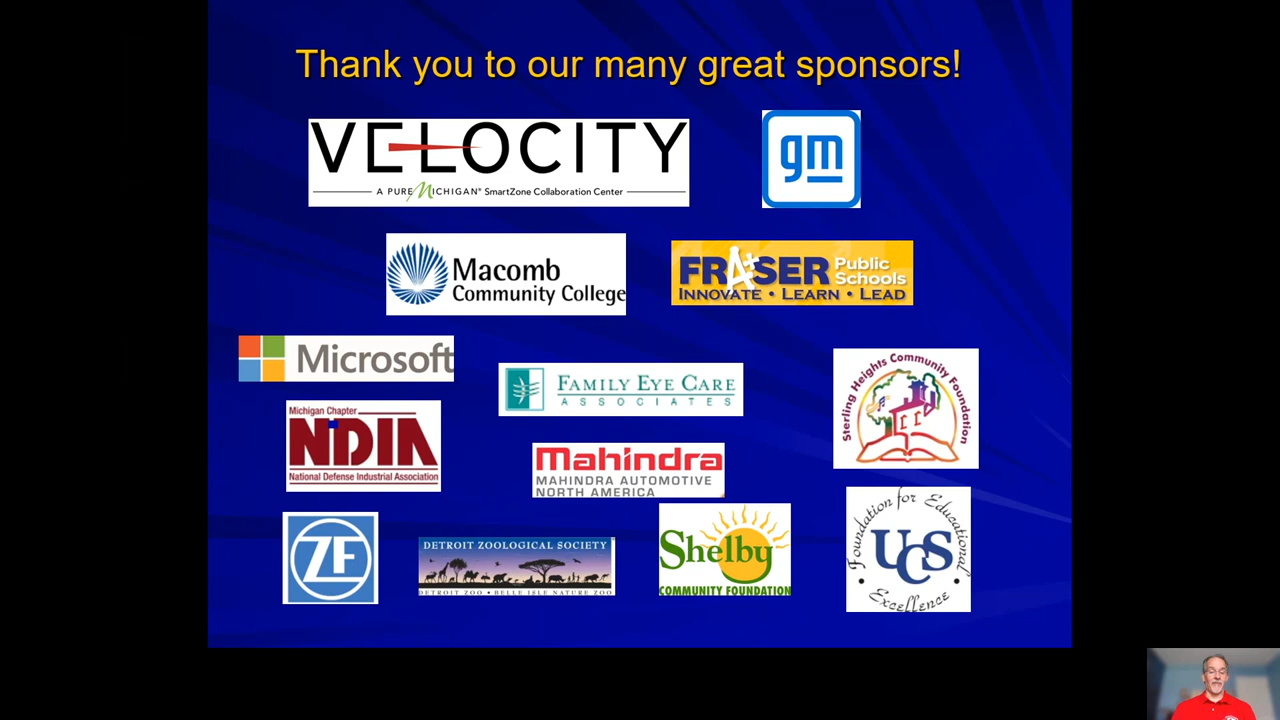 Thank you to our many great sponsors!
VELOCITY
A PURE MICHIGAN® SmartZone Collaboration Center
gm
Macomb
Community College
FRASER Public
Schools
INNOVATE • LEARN • LEAD
Microsoft
FAMILY EYE CARE
ASSOCIATES
Sterling Heights Community Foundation
Michigan Chapter
NDIA
National Defense Industrial Association
Mahindra
MAHINDRA AUTOMOTIVE
NORTH AMERICA
ZF
DETROIT ZOOLOGICAL SOCIETY
DETROIT ZOO • BELLE ISLE NATURE ZOO
Shelby
COMMUNITY FOUNDATION
Foundation for Educational
UCS
Excellence